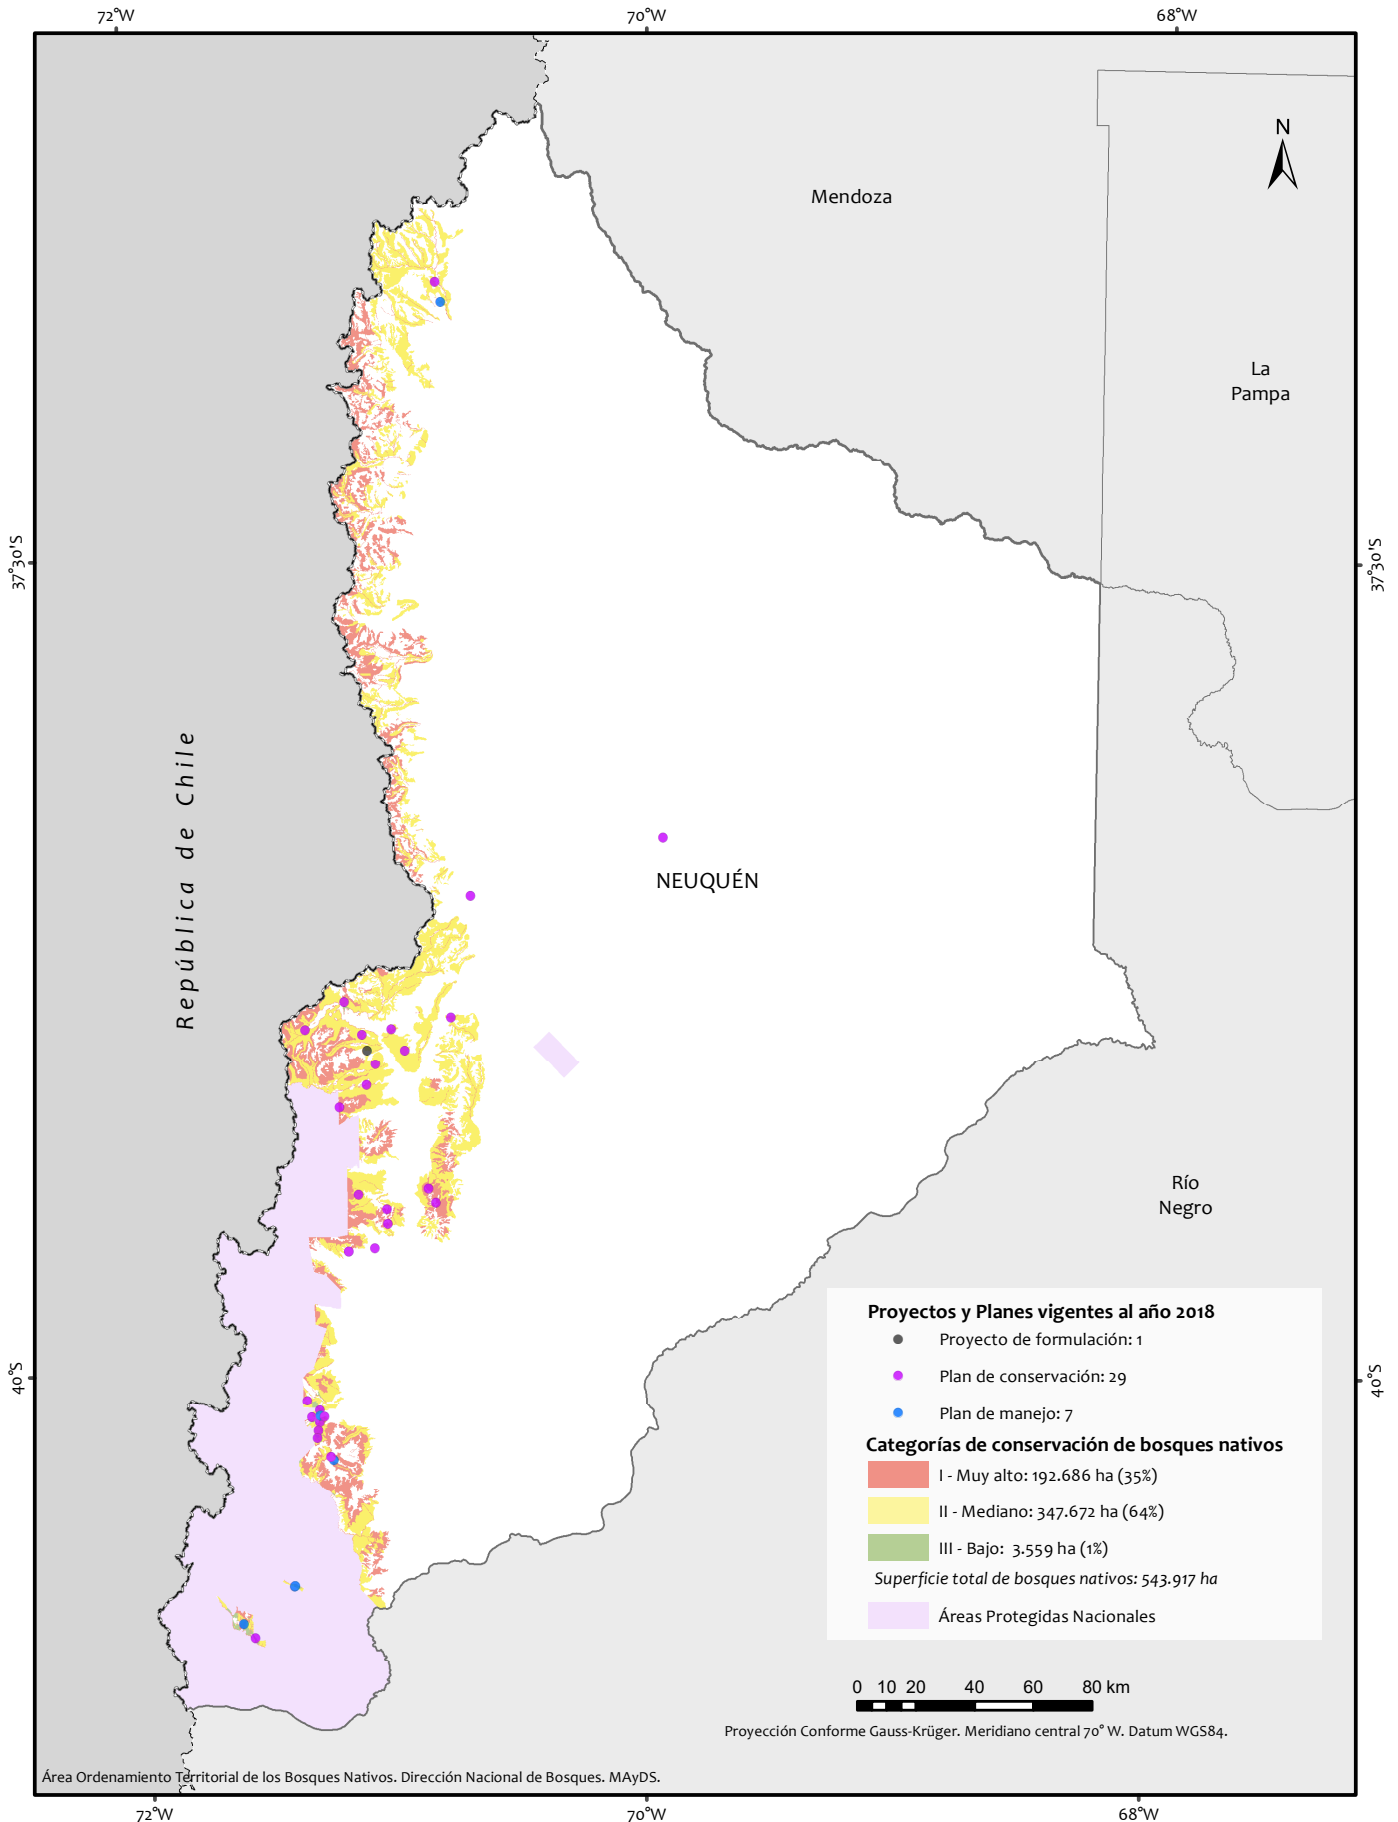 72°W
70°W
68°W
N
Mendoza
La
Pampa
37°30'S
37°30'S
República de Chile
NEUQUÉN
Río
Negro
40°S
40°S
Proyectos y Planes vigentes al año 2018
Proyecto de formulación: 1
Plan de conservación: 29
Plan de manejo: 7
Categorías de conservación de bosques nativos
I - Muy alto: 192.686 ha (35%)
II - Mediano: 347.672 ha (64%)
III - Bajo: 3.559 ha (1%)
Superficie total de bosques nativos: 543.917 ha
Áreas Protegidas Nacionales
0 10 20 40 60 80 km
Proyección Conforme Gauss-Krüger. Meridiano central 70° W. Datum WGS84.
Área Ordenamiento Territorial de los Bosques Nativos. Dirección Nacional de Bosques. MAyDS.
72°W
70°W
68°W